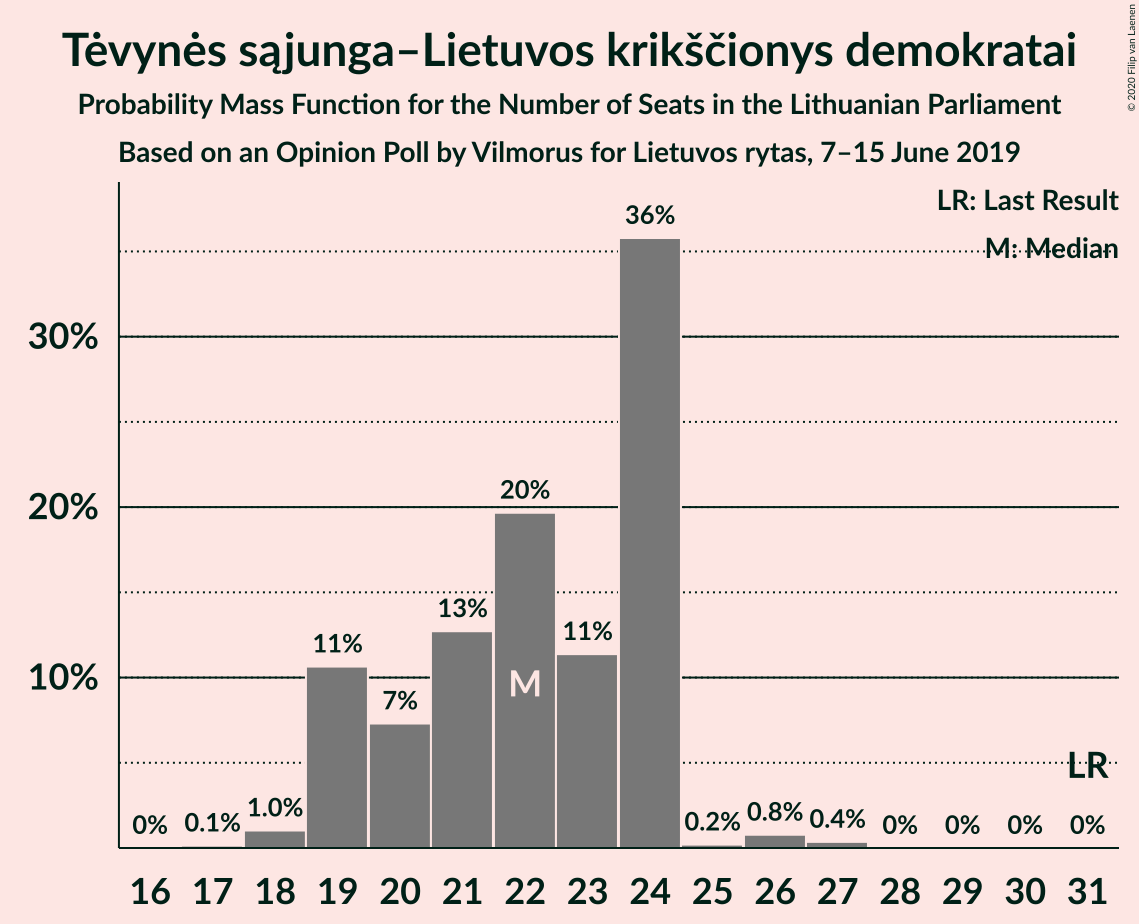 Tėvynės sąjunga–Lietuvos krikščionys demokratai
Probability Mass Function for the Number of Seats in the Lithuanian Parliament
Based on an Opinion Poll by Vilmorus for Lietuvos rytas, 7–15 June 2019
© 2020 Filip van Laenen
LR: Last Result
M: Median
36%
30%
20%
20%
13%
11%
11%
10%
M
7%
LR
1.0%
0.8%
0.4%
0.2%
0.1%
0%
0%
0%
0%
0%
16 17 18 19 20 21 22 23 24 25 26 27 28 29 30 31